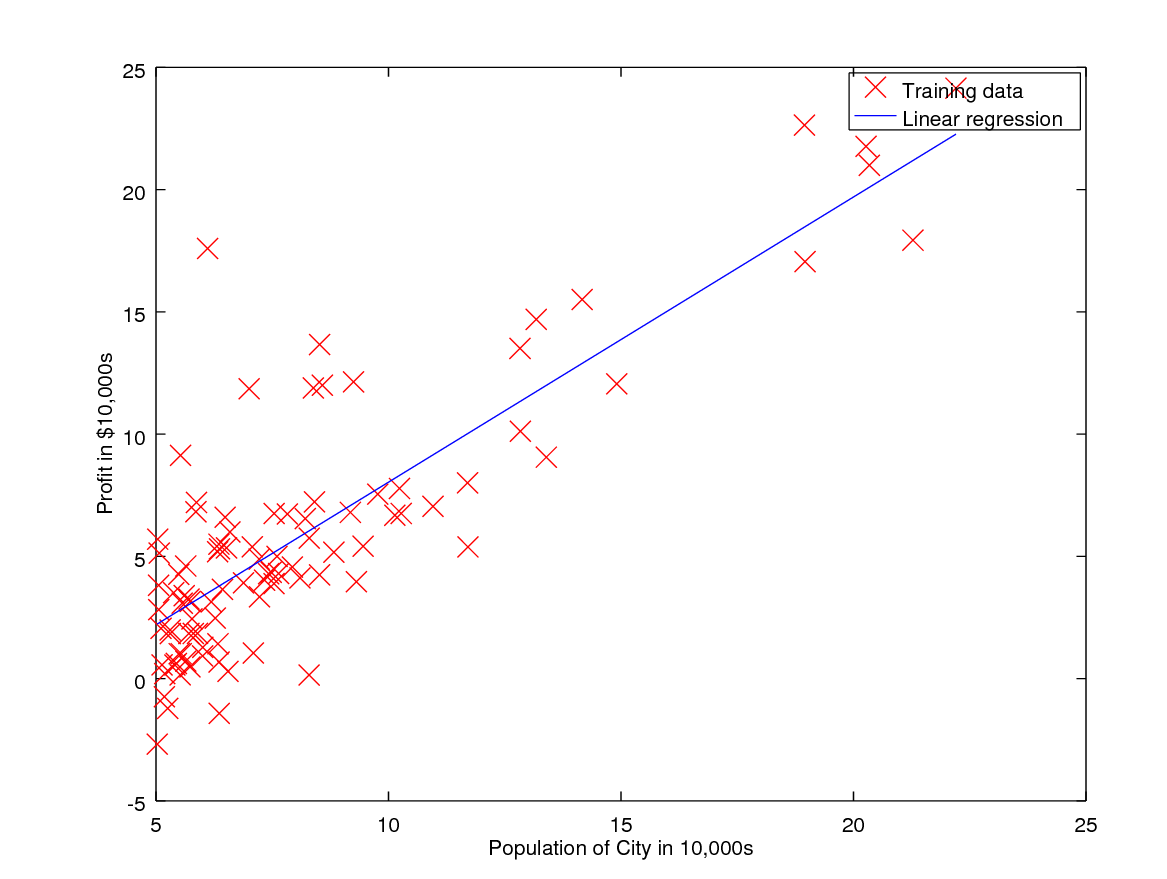 25
20
15
10
5
0
-5
Profit in $10,000s
Training data
Linear regression
5 10 15 20 25
Population of City in 10,000s